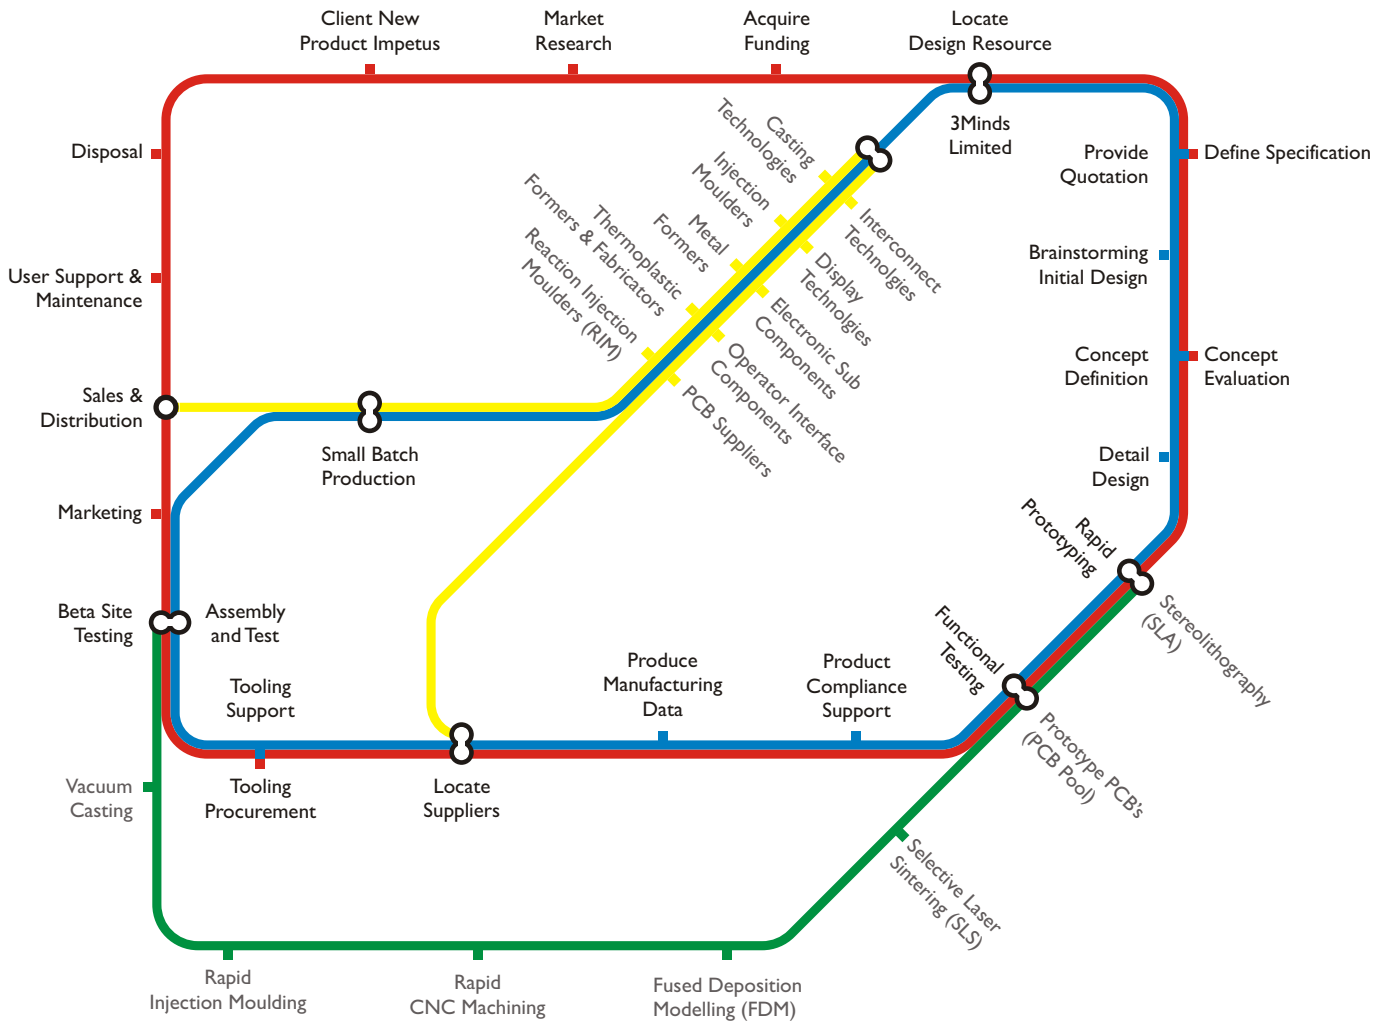 Client New
Product Impetus
Market
Research
Acquire
Funding
Locate
Design Resource
3Minds
Limited
Disposal
User Support &
Maintenance
Sales &
Distribution
Marketing
Beta Site
Testing
Assembly
and Test
Small Batch
Production
Casting
Technologies
Injection
Moulders
Metal
Formers
Thermoplastic
Formers & Fabricators
Reaction Injection
Moulders (RIM)
Interconnect
Technolgies
Display
Technolgies
Electronic Sub
Components
Operator Interface
Components
PCB Suppliers
Provide
Quotation
Define Specification
Brainstorming
Initial Design
Concept
Definition
Concept
Evaluation
Detail
Design
Rapid
Prototyping
Stereolithography
(SLA)
Functional
Testing
Prototype PCB's
(PCB Pool)
Selective Laser
Sintering (SLS)
Tooling
Support
Tooling
Procurement
Locate
Suppliers
Produce
Manufacturing
Data
Product
Compliance
Support
Vacuum
Casting
Rapid
Injection Moulding
Rapid
CNC Machining
Fused Deposition
Modelling (FDM)